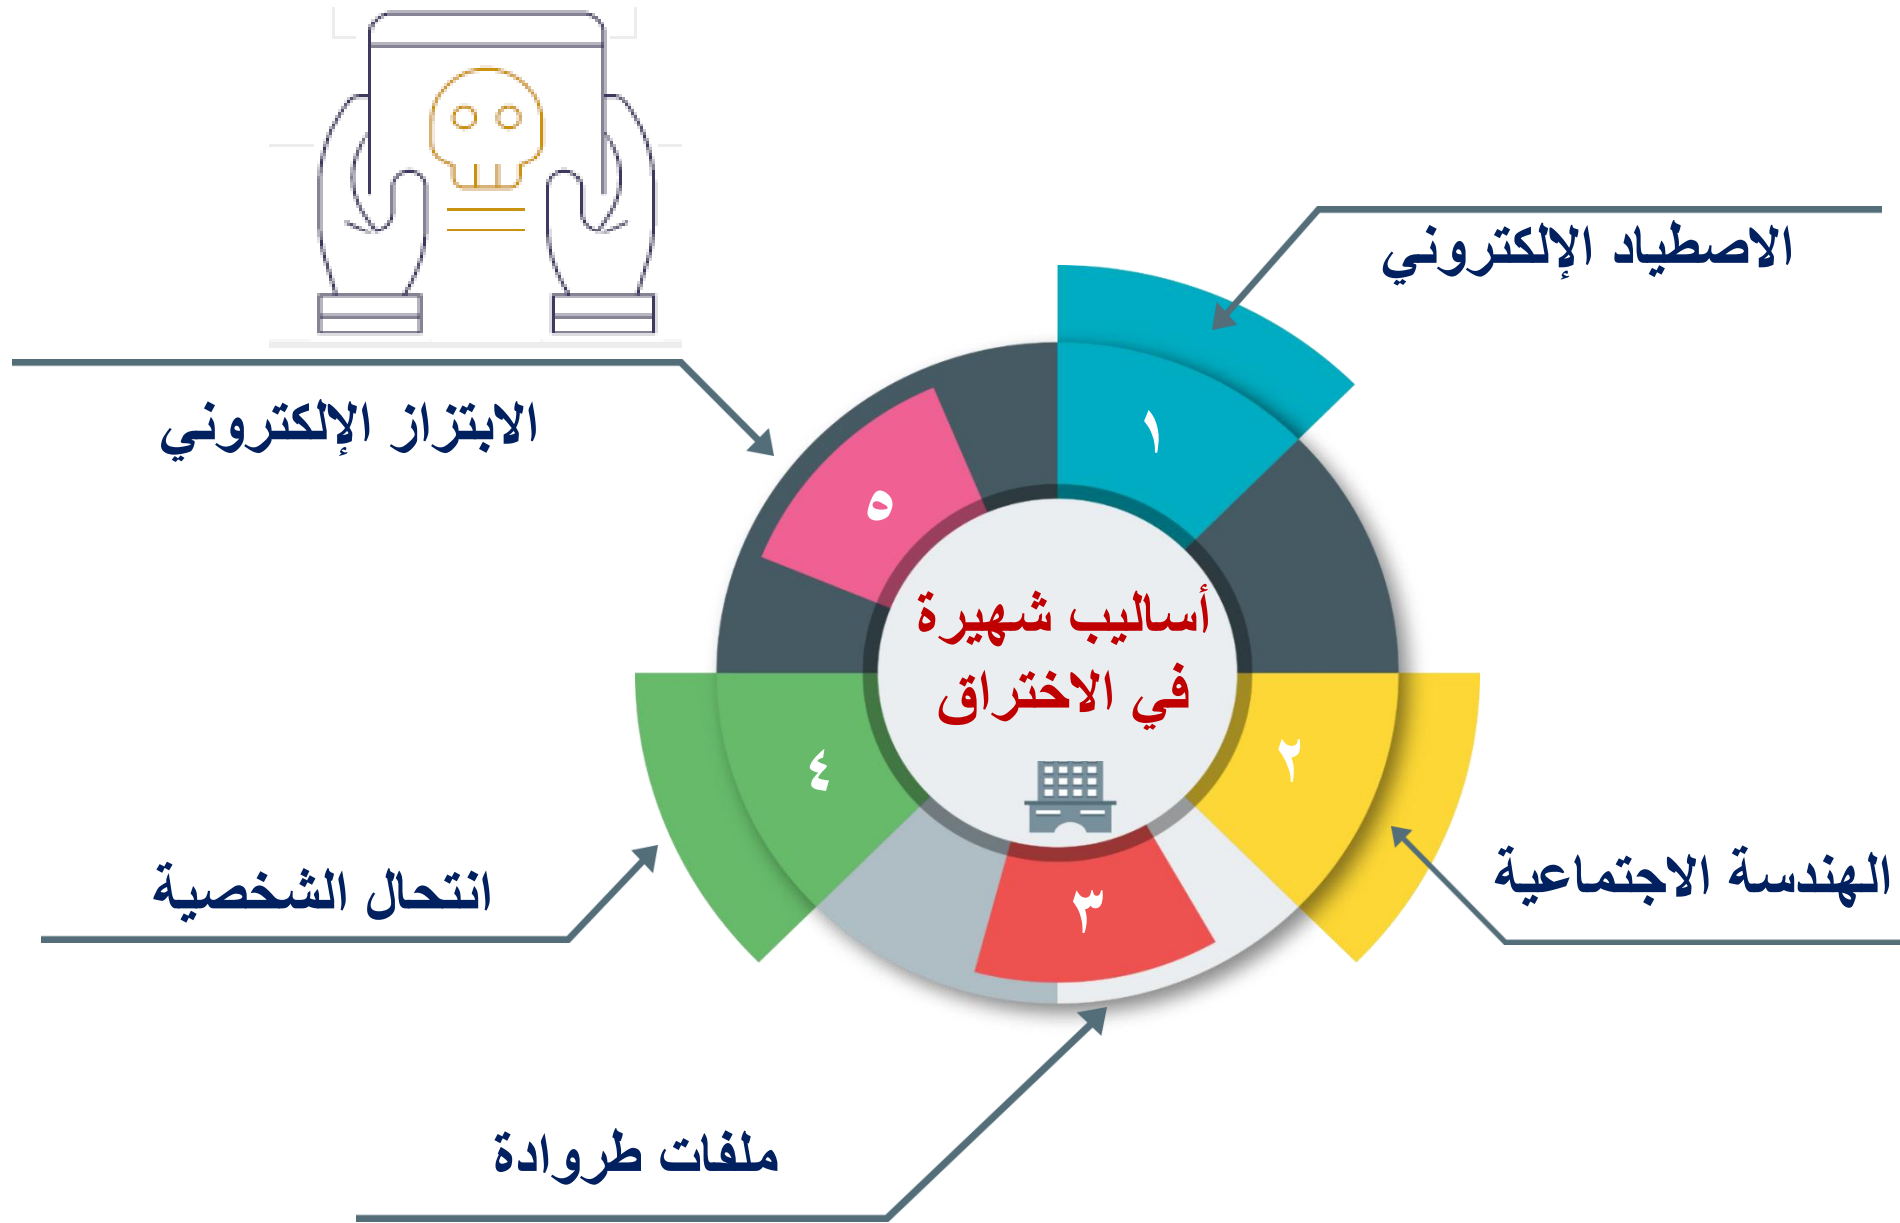 أساليب شهيرة
في الاختراق
١
الاصطياد الإلكتروني
٢
الهندسة الاجتماعية
٣
ملفات طروادة
٤
انتحال الشخصية
٥
الابتزاز الإلكتروني